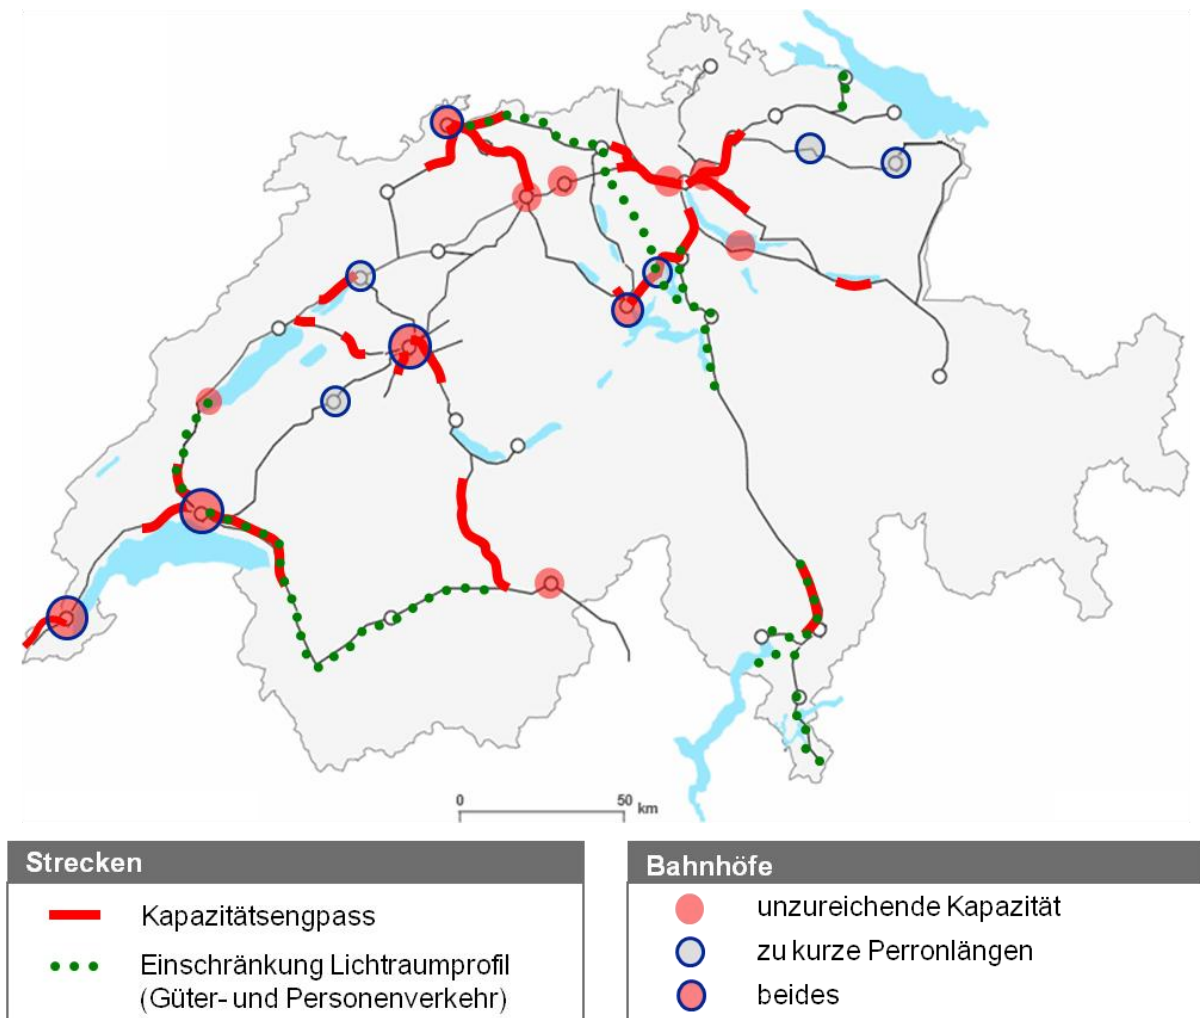 0 50 km
Strecken
Kapazitätsengpass
Einschränkung Lichtraumprofil
(Güter- und Personenverkehr)
Bahnhöfe
unzureichende Kapazität
zu kurze Perronlängen
beides